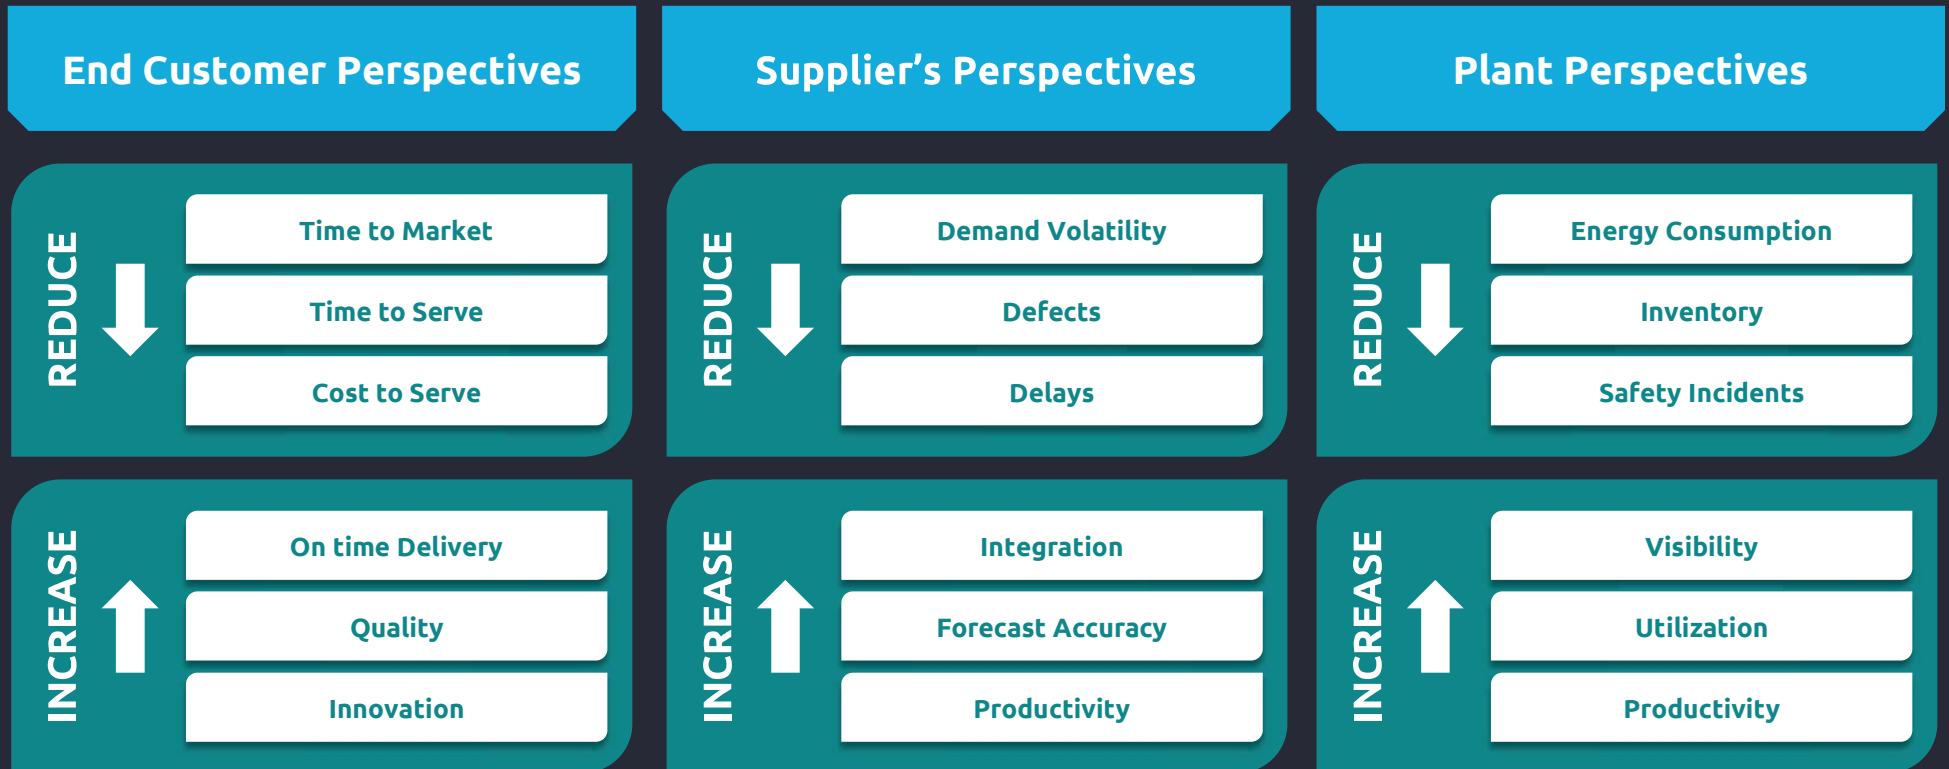 End Customer Perspectives
Supplier’s Perspectives
Plant Perspectives
REDUCE
Time to Market
Time to Serve
Cost to Serve
REDUCE
Demand Volatility
Defects
Delays
REDUCE
Energy Consumption
Inventory
Safety Incidents
INCREASE
On time Delivery
Quality
Innovation
INCREASE
Integration
Forecast Accuracy
Productivity
INCREASE
Visibility
Utilization
Productivity